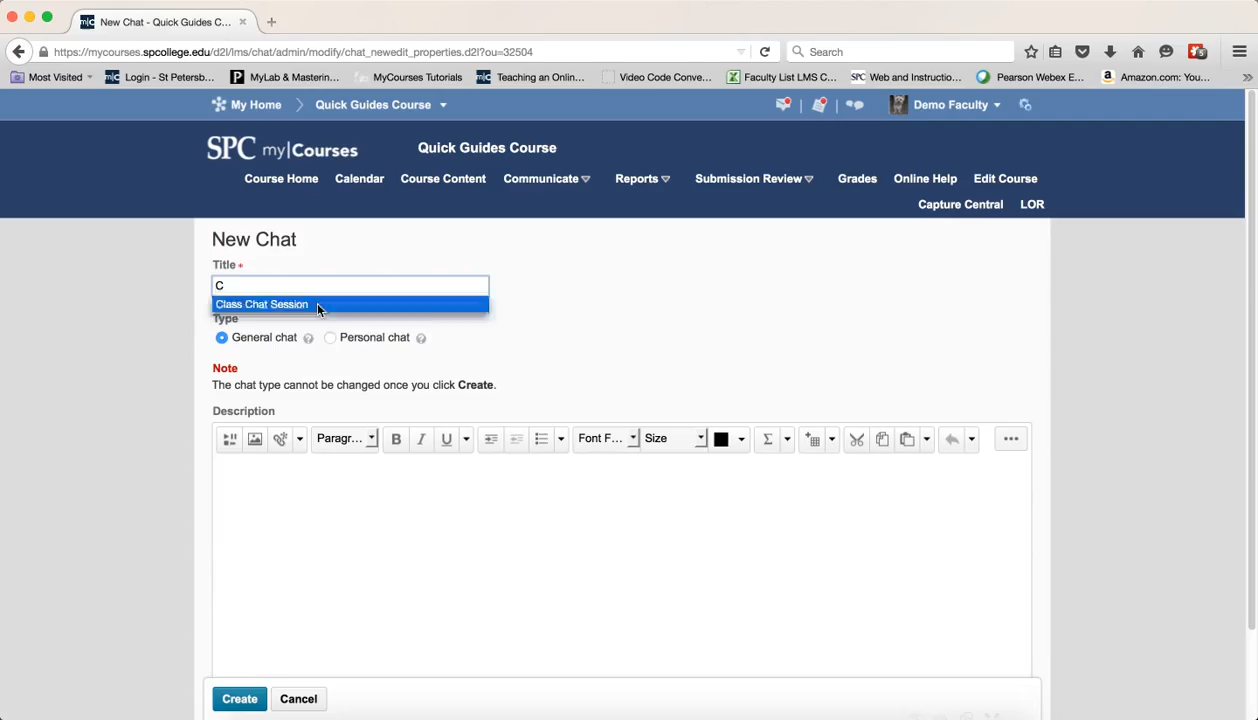 New Chat - Quick Guides C...
https://mycourses.spcollege.edu/d2l/lms/chat/admin/modify/chat_newedit_properties.d2l?ou=32504
Search
Most Visited
Login - St Petersb...
MyLab & Mastering...
MyCourses Tutorials
Teaching an Onlin...
Video Code Conve...
Faculty List LMS C...
Web and Instructio...
Pearson Webex E...
Amazon.com: You...
My Home
Quick Guides Course
Demo Faculty
SPC my|Courses
Quick Guides Course
Course Home
Calendar
Course Content
Communicate
Reports
Submission Review
Grades
Online Help
Edit Course
Capture Central
LOR
New Chat
Title *
C
Class Chat Session
Type
General chat
Personal chat
Note
The chat type cannot be changed once you click Create.
Description
Paragr...
B
I
U
Font F...
Size
Σ
Create
Cancel